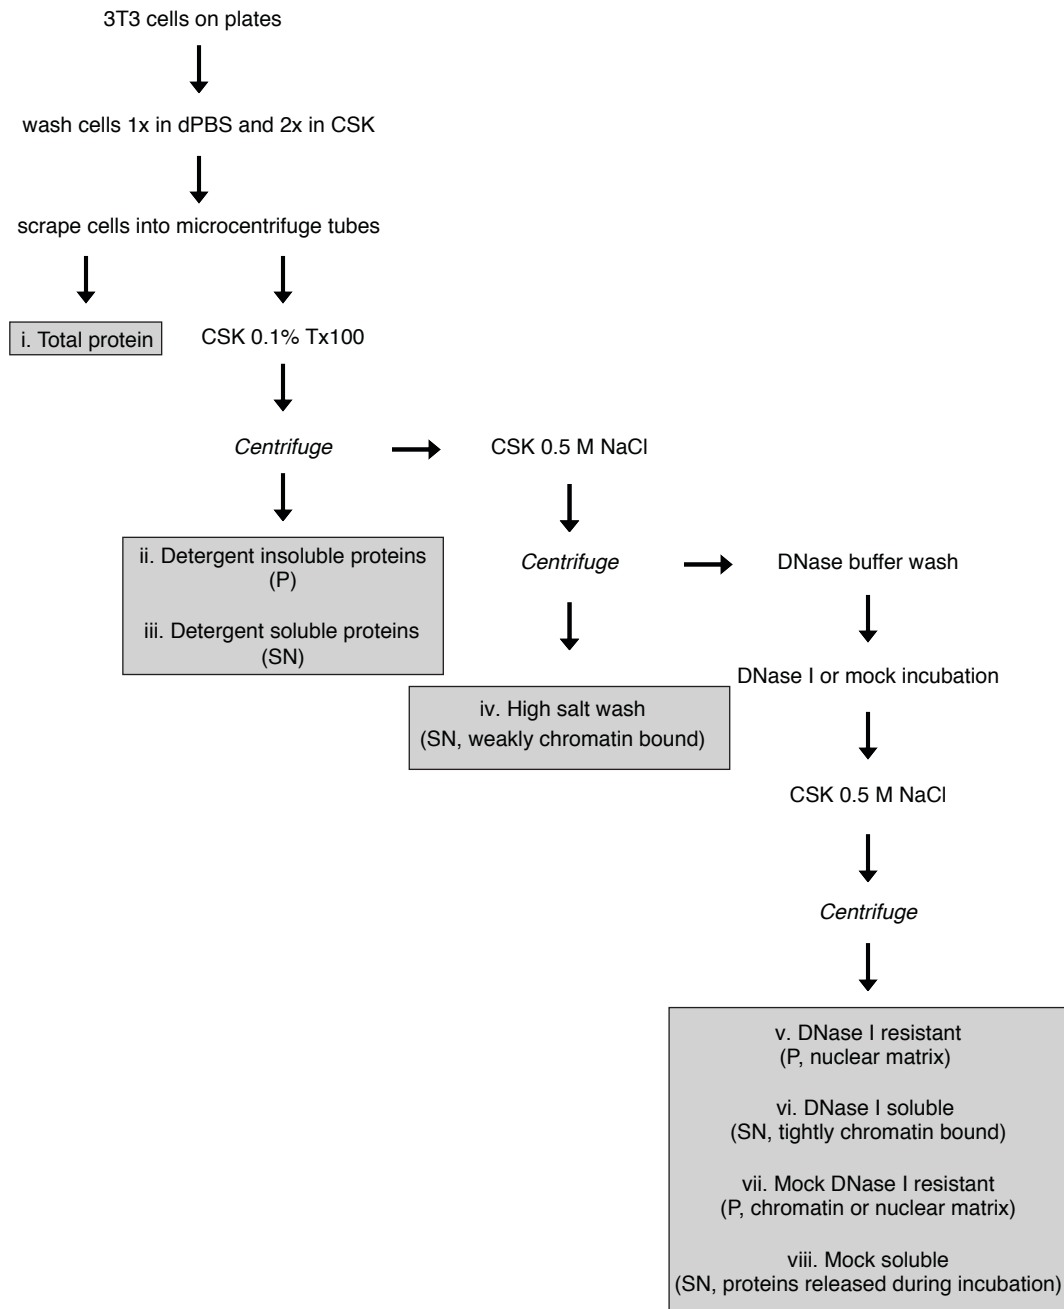 3T3 cells on plates
wash cells 1x in dPBS and 2x in CSK
scrape cells into microcentrifuge tubes
i. Total protein
CSK 0.1% Tx100
Centrifuge
CSK 0.5 M NaCl
ii. Detergent insoluble proteins
(P)
iii. Detergent soluble proteins
(SN)
Centrifuge
DNase buffer wash
iv. High salt wash
(SN, weakly chromatin bound)
DNase I or mock incubation
CSK 0.5 M NaCl
Centrifuge
v. DNase I resistant
(P, nuclear matrix)
vi. DNase I soluble
(SN, tightly chromatin bound)
vii. Mock DNase I resistant
(P, chromatin or nuclear matrix)
viii. Mock soluble
(SN, proteins released during incubation)